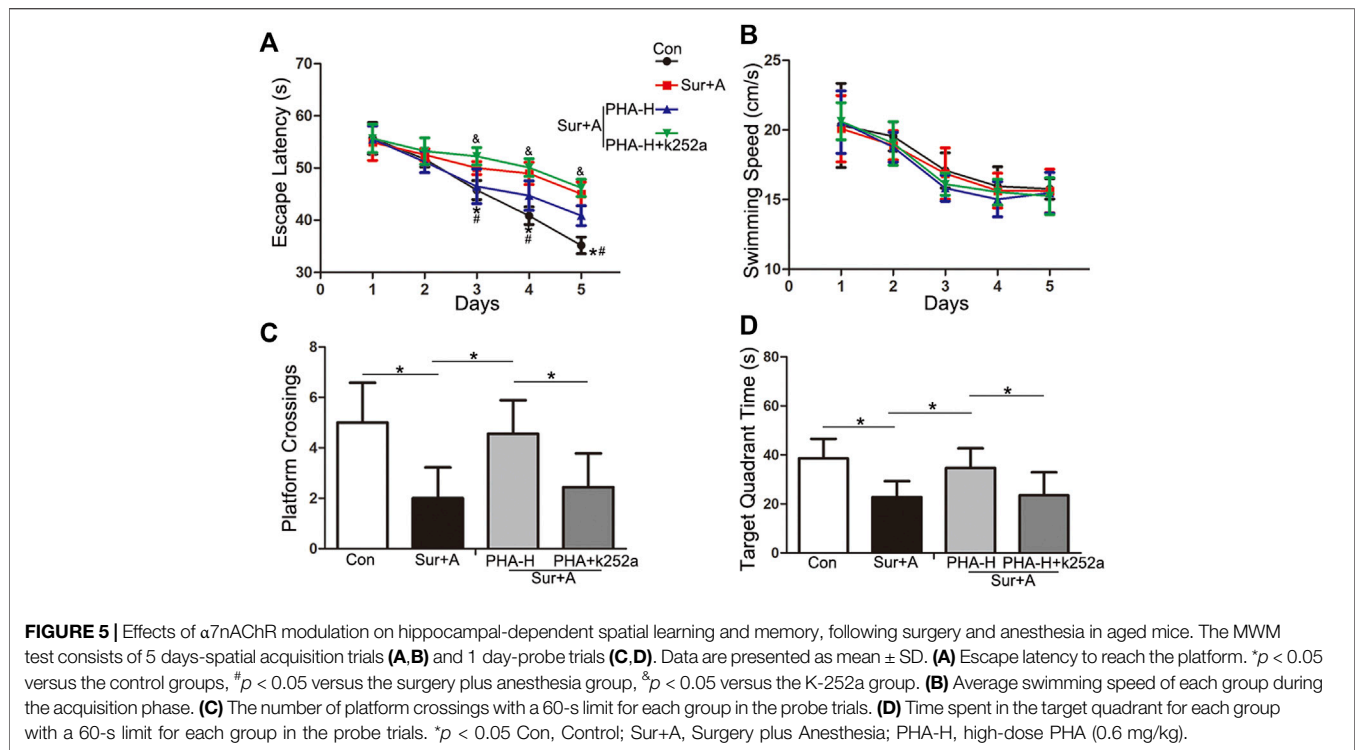 A
Con
Sur+A
Sur+A
PHA-H
PHA-H+k252a
Escape Latency (s)
70
60
50
40
30
&
&
&
*
#
*
#
*#
0
1
2
3
4
5
Days
B
Swimming Speed (cm/s)
25
20
15
10
0
1
2
3
4
5
Days
C
Platform Crossings
8
6
4
2
0
*
*
*
Con
Sur+A
PHA-H
PHA+k252a
Sur+A
D
Target Quadrant Time (s)
80
60
40
20
0
*
*
*
Con
Sur+A
PHA-H
PHA-H+k252a
Sur+A
FIGURE 5 | Effects of α7nAChR modulation on hippocampal-dependent spatial learning and memory, following surgery and anesthesia in aged mice. The MWM
test consists of 5 days-spatial acquisition trials (A,B) and 1 day-probe trials (C,D). Data are presented as mean ± SD. (A) Escape latency to reach the platform. *p < 0.05
versus the control groups, #p < 0.05 versus the surgery plus anesthesia group, &p < 0.05 versus the K-252a group. (B) Average swimming speed of each group during
the acquisition phase. (C) The number of platform crossings with a 60-s limit for each group in the probe trials. (D) Time spent in the target quadrant for each group
with a 60-s limit for each group in the probe trials. *p < 0.05 Con, Control; Sur+A, Surgery plus Anesthesia; PHA-H, high-dose PHA (0.6 mg/kg).